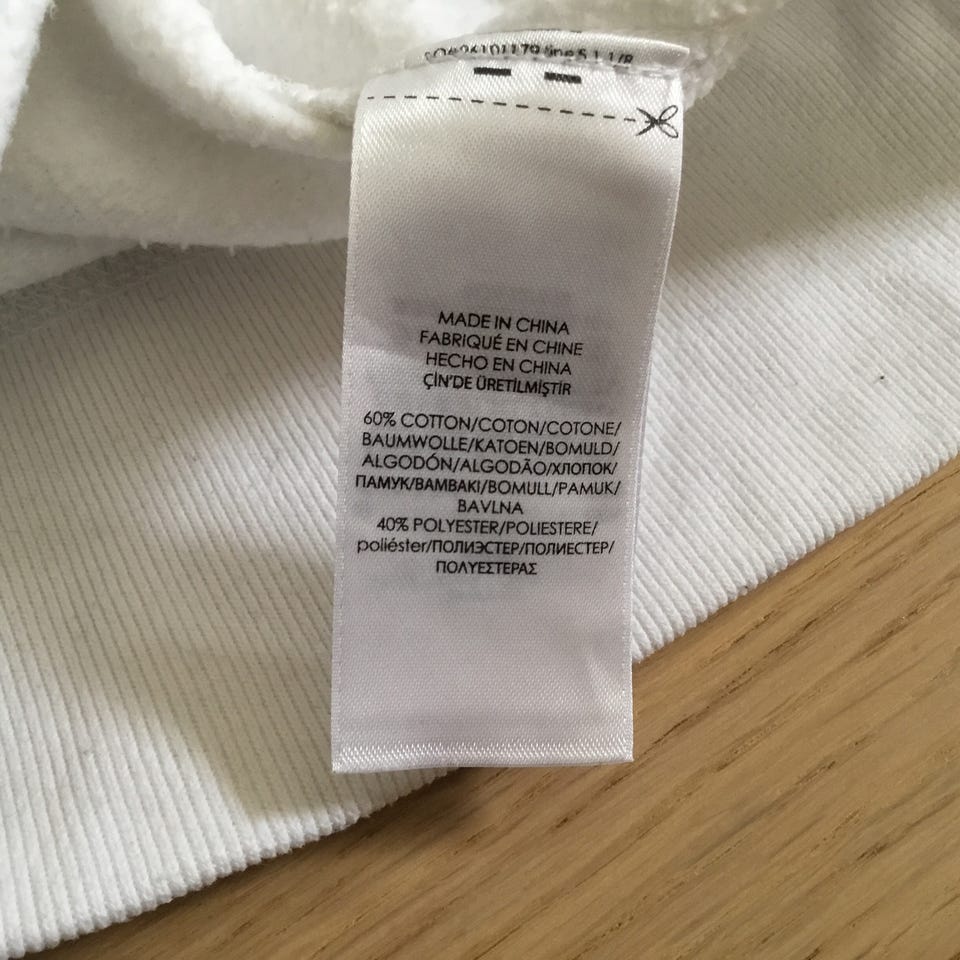 MADE IN CHINA
FABRIQUÉ EN CHINE
HECHO EN CHINA
ÇİN'DE ÜRETİLMİŞTİR
60% COTTON/COTON/COTONE/
BAUMWOLLE/KATOEN/BOMULD/
ALGODÓN/ALGODÃO/ХЛОПОК/
ПАМУК/ΒΑΜΒΑΚΙ/BOMULL/PAMUK/
BAVLNA
40% POLYESTER/POLIESTERE/
poliéster/ПОЛИЭСТЕР/ПОЛИЕСТЕР/
ΠΟΛΥΕΣΤΕΡΑΣ